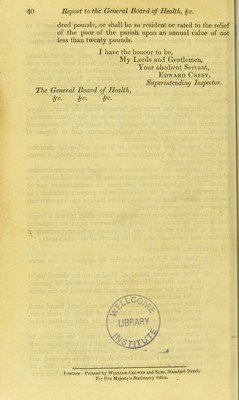 40 Report to the General Board of Health, &c.
dred pounds, or shall be so resident or rated to the relief
of the poor of the parish upon an annual value of not
less than twenty pounds.
I have the honour to be,
My Lords and Gentlemen,
Your obedient Servant,
EDWARD CRESY,
Superintending Inspector.
The General Board of Health,
&c. &c. &c.
WELLCOME
LIBRARY
INSTITUTE
LONDON: Printed by WILLIAM CLOWES and SONS, Stamford Street,
For Her Majesty's Stationery Office.